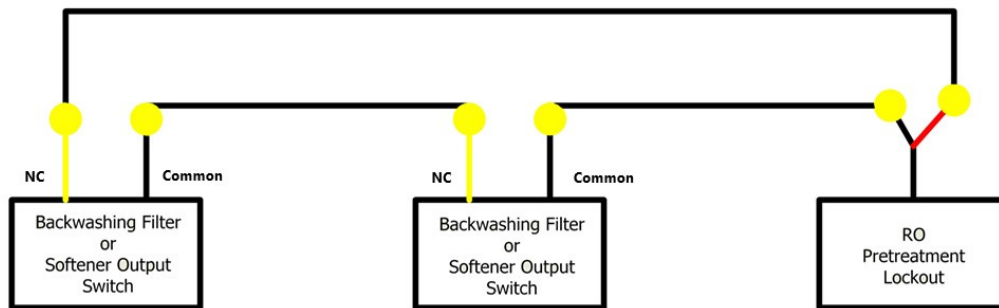 NC
Common
NC
Common
Backwashing Filter
or
Softener Output
Switch
Backwashing Filter
or
Softener Output
Switch
RO
Pretreatment
Lockout